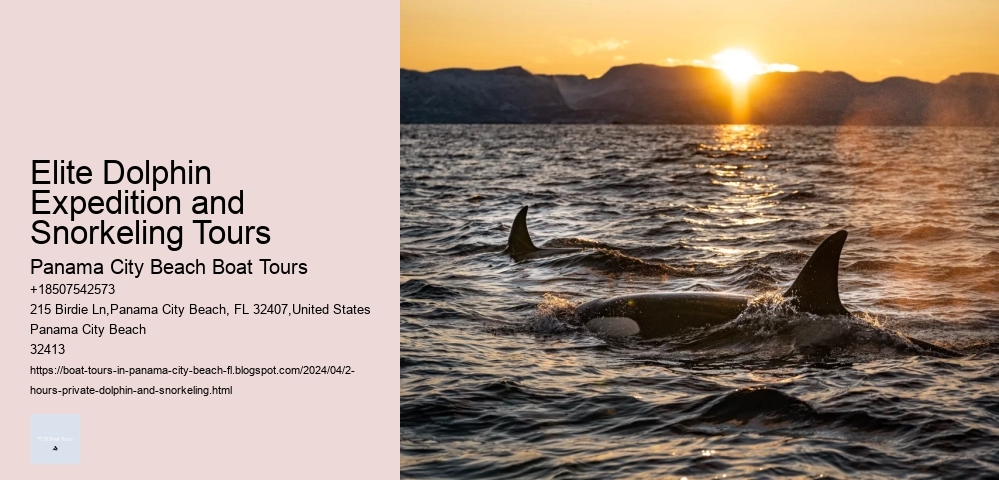 Elite Dolphin
Expedition and
Snorkeling Tours
Panama City Beach Boat Tours
+18507542573
215 Birdie Ln,Panama City Beach, FL 32407,United States
Panama City Beach
32413
https://boat-tours-in-panama-city-beach-fl.blogspot.com/2024/04/2-
hours-private-dolphin-and-snorkeling.html